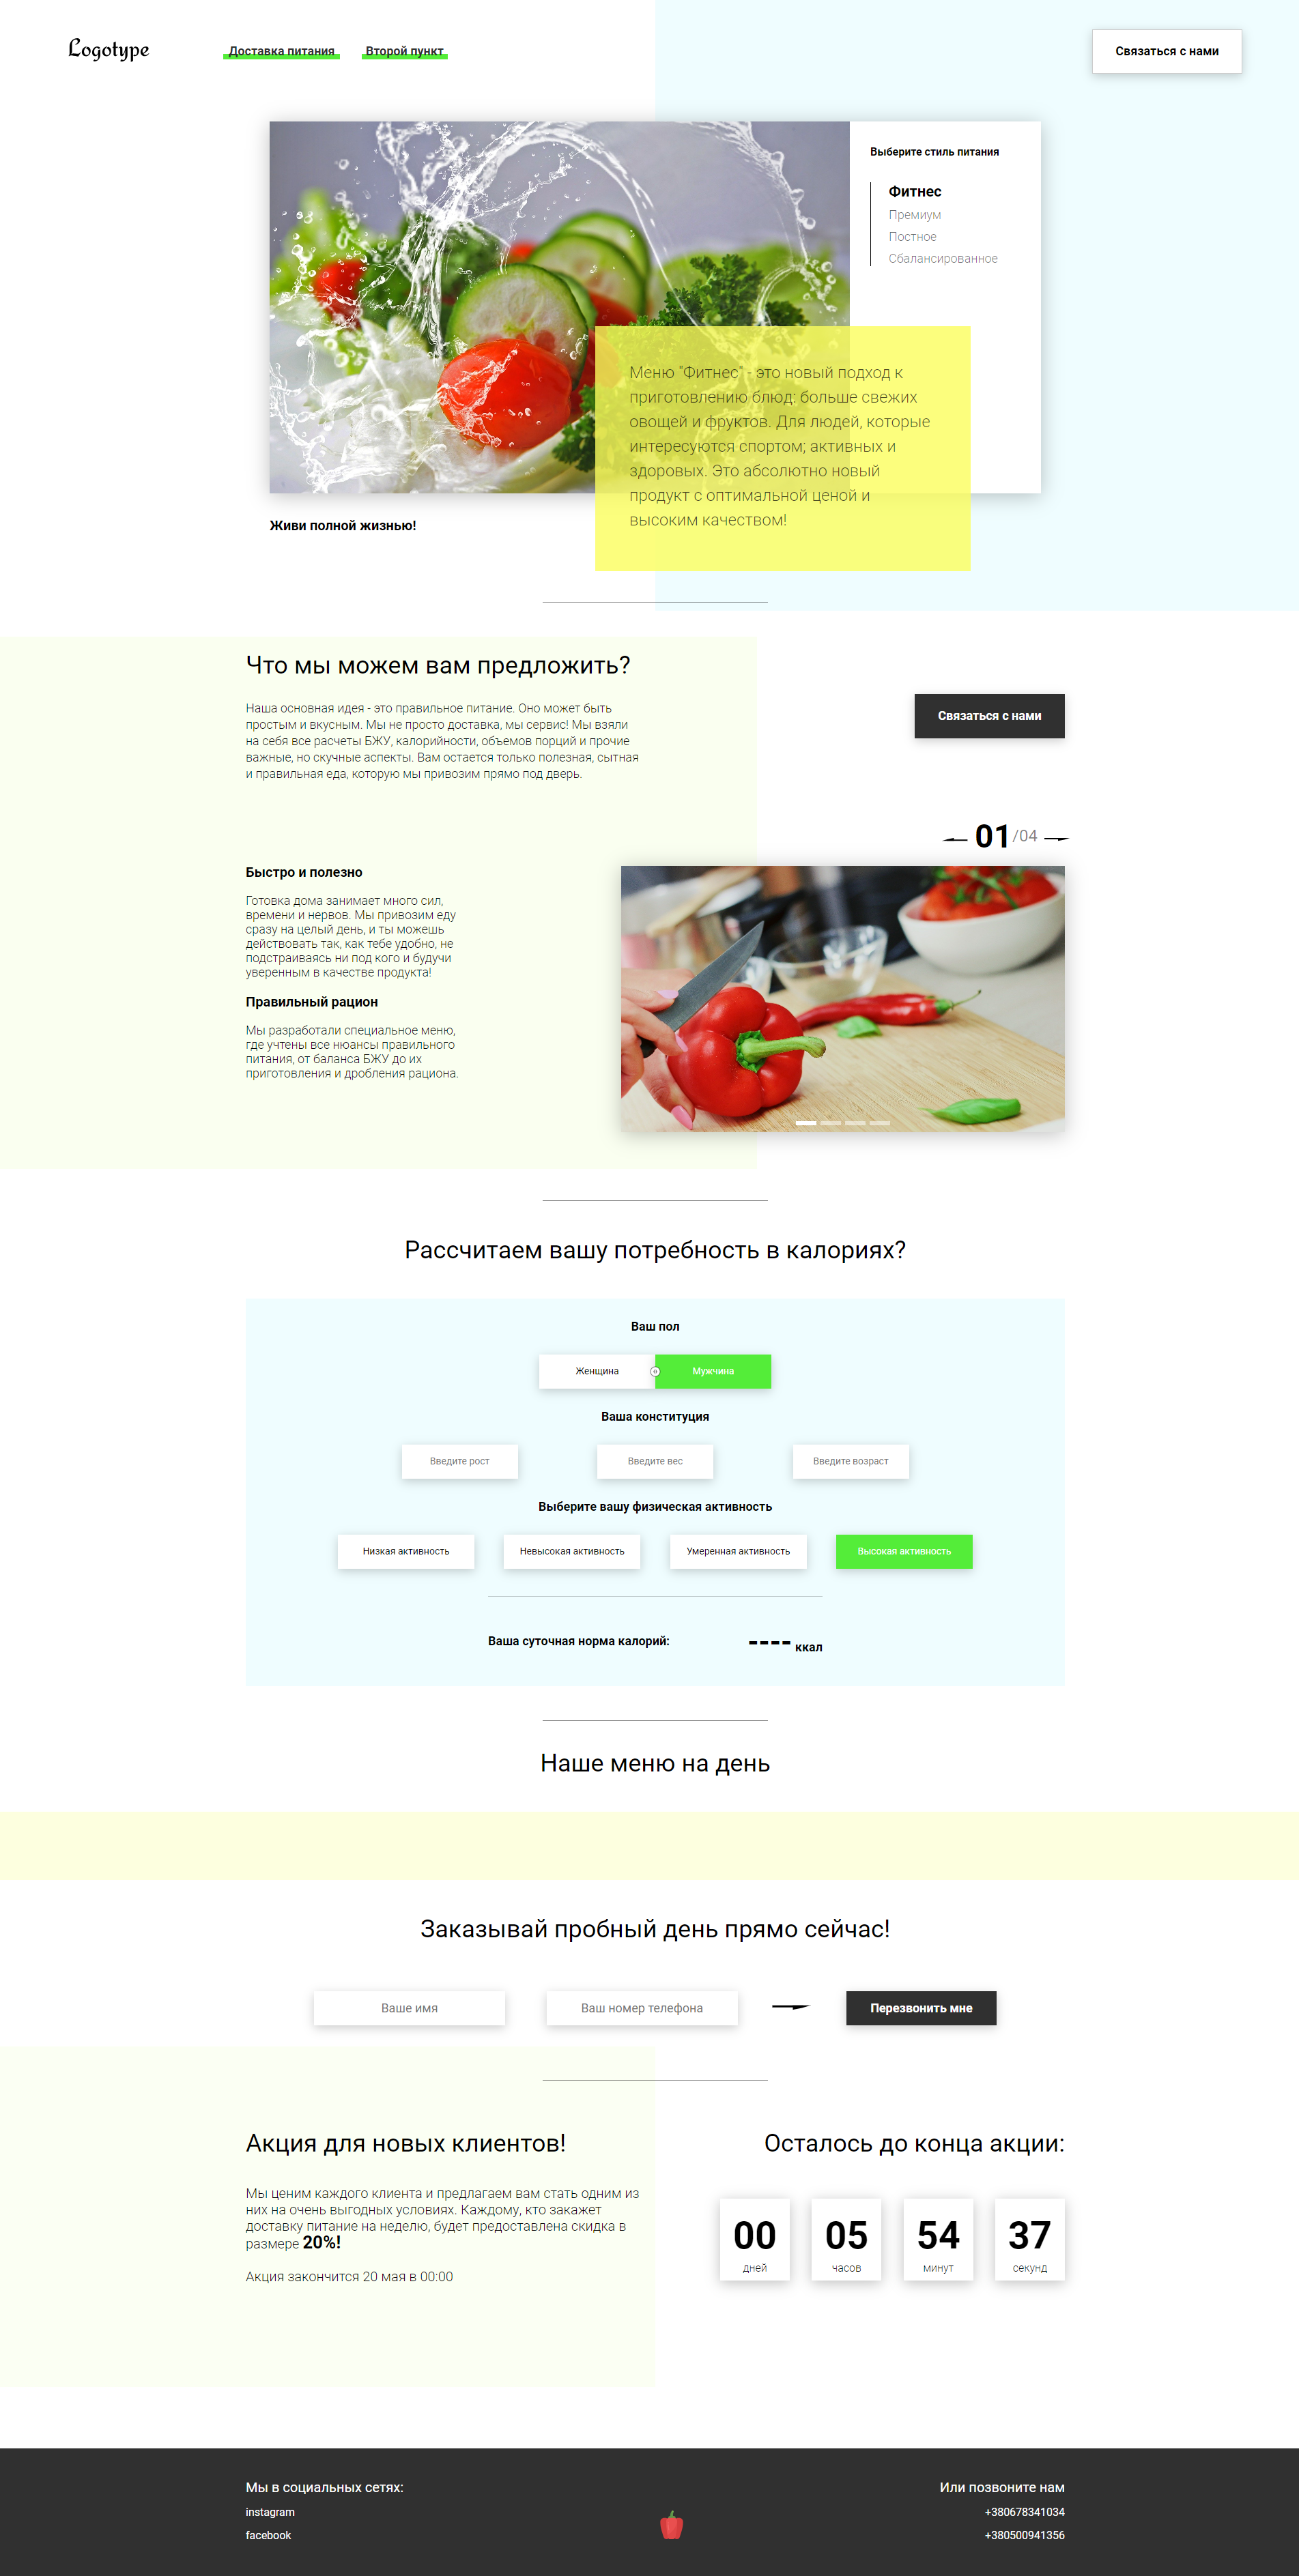 Logotype
Доставка питания
Второй пункт
Связаться с нами
Выберите стиль питания
Фитнес
Премиум
Постное
Сбалансированное
Меню "Фитнес" - это новый подход к
приготовлению блюд: больше свежих
овощей и фруктов. Для людей, которые
интересуются спортом; активных и
здоровых. Это абсолютно новый
продукт с оптимальной ценой и
высоким качеством!
Живи полной жизнью!
Что мы можем вам предложить?
Наша основная идея - это правильное питание. Оно может быть
простым и вкусным. Мы не просто доставка, мы сервис! Мы взяли
на себя все расчеты БЖУ, калорийности, объемов порций и прочие
важные, но скучные аспекты. Вам остается только полезная, сытная
и правильная еда, которую мы привозим прямо под дверь.
Связаться с нами
01/04
Быстро и полезно
Готовка дома занимает много сил,
времени и нервов. Мы привозим еду
сразу на целый день, и ты можешь
действовать так, как тебе удобно, не
подстраиваясь ни под кого и будучи
уверенным в качестве продукта!
Правильный рацион
Мы разработали специальное меню,
где учтены все нюансы правильного
питания, от баланса БЖУ до их
приготовления и дробления рациона.
Рассчитаем вашу потребность в калориях?
Ваш пол
Женщина
Мужчина
Ваша конституция
Введите рост
Введите вес
Введите возраст
Выберите вашу физическая активность
Низкая активность
Невысокая активность
Умеренная активность
Высокая активность
Ваша суточная норма калорий:
---- ккал
Наше меню на день
Заказывай пробный день прямо сейчас!
Ваше имя
Ваш номер телефона
Перезвонить мне
Акция для новых клиентов!
Мы ценим каждого клиента и предлагаем вам стать одним из
них на очень выгодных условиях. Каждому, кто закажет
доставку питание на неделю, будет предоставлена скидка в
размере 20%!
Акция закончится 20 мая в 00:00
Осталось до конца акции:
00 05 54 37
дней часов минут секунд
Мы в социальных сетях:
instagram
facebook
Или позвоните нам
+380678341034
+380500941356